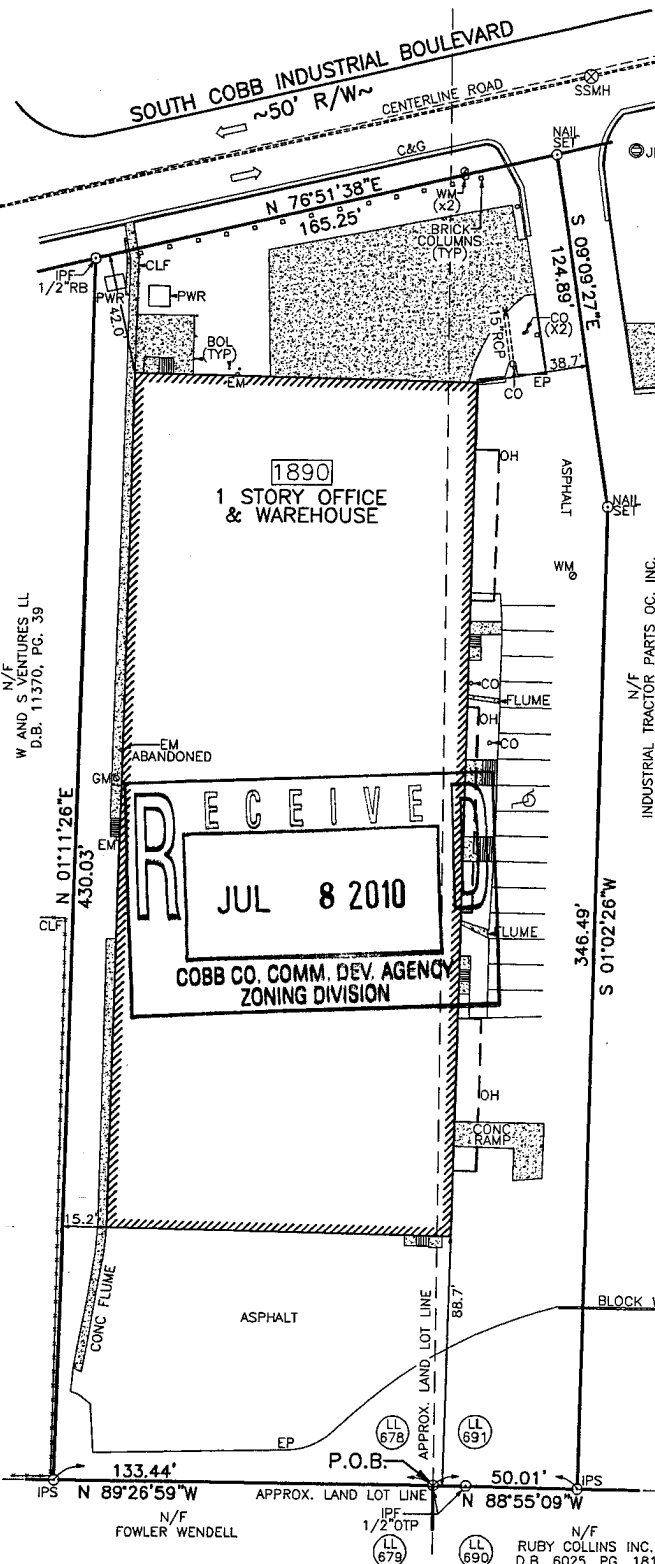 SOUTH COBB INDUSTRIAL BOULEVARD
~50' R/W~
CENTERLINE ROAD
SSMH
NAIL
SET
C&G
N 76°51'38"E
165.25'
WM
(X2)
BRICK
COLUMNS
(TYP)
S 09°09'27"E
124.89'
IPF
1/2"RB
CLF
PWR
PWR
42.0'
BOL
(TYP)
EM
15"RCP
CO
(X2)
38.7'
EP
CO
1890
1 STORY OFFICE
& WAREHOUSE
OH
ASPHALT
NAIL
SET
WM
N/F
W AND S VENTURES LL
D.B. 11370, PG. 39
N/F
INDUSTRIAL TRACTOR PARTS OC, INC.
CO
FLUME
OH
CO
EM
ABANDONED
GM
EM
N 01°11'26"E
430.03'
RECEIVED
JUL 8 2010
COBB CO. COMM. DEV. AGENCY
ZONING DIVISION
CLF
FLUME
346.49'
S 01°02'26"W
OH
CONC
RAMP
15.2'
CONC FLUME
ASPHALT
APPROX. LAND LOT LINE
88.7'
BLOCK
EP
LL
678
LL
691
P.O.B.
133.44'
50.01'
IPS
N 89°26'59"W
APPROX. LAND LOT LINE
N 88°55'09"W
IPS
IPF
1/2"OTP
N/F
FOWLER WENDELL
LL
679
LL
690
N/F
RUBY COLLINS INC.
D.B. 6025, PG. 181